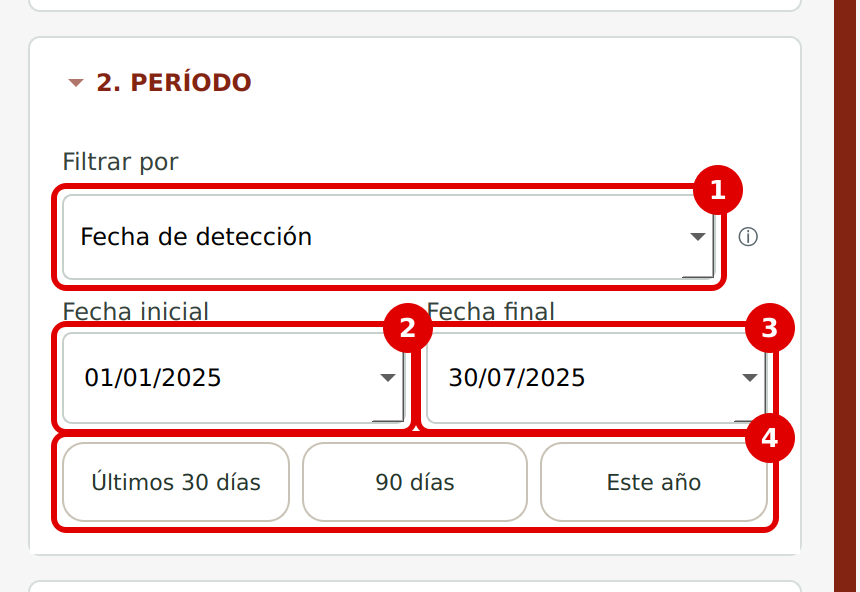 2. PERÍODO
Filtrar por
1
Fecha de detección
Fecha inicial
2
Fecha final
3
01/01/2025
30/07/2025
4
Últimos 30 días
90 días
Este año